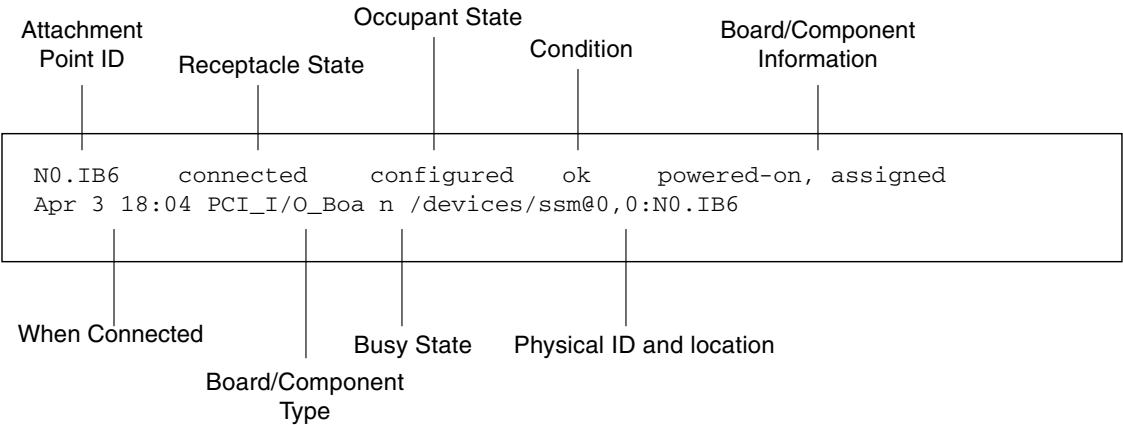 Attachment
Point ID
Receptacle State
Occupant State
Condition
Board/Component
Information
N0.IB6 connected configured ok powered-on, assigned
Apr 3 18:04 PCI_I/O_Boa n /devices/ssm@0,0:N0.IB6
When Connected
Board/Component
Type
Busy State
Physical ID and location